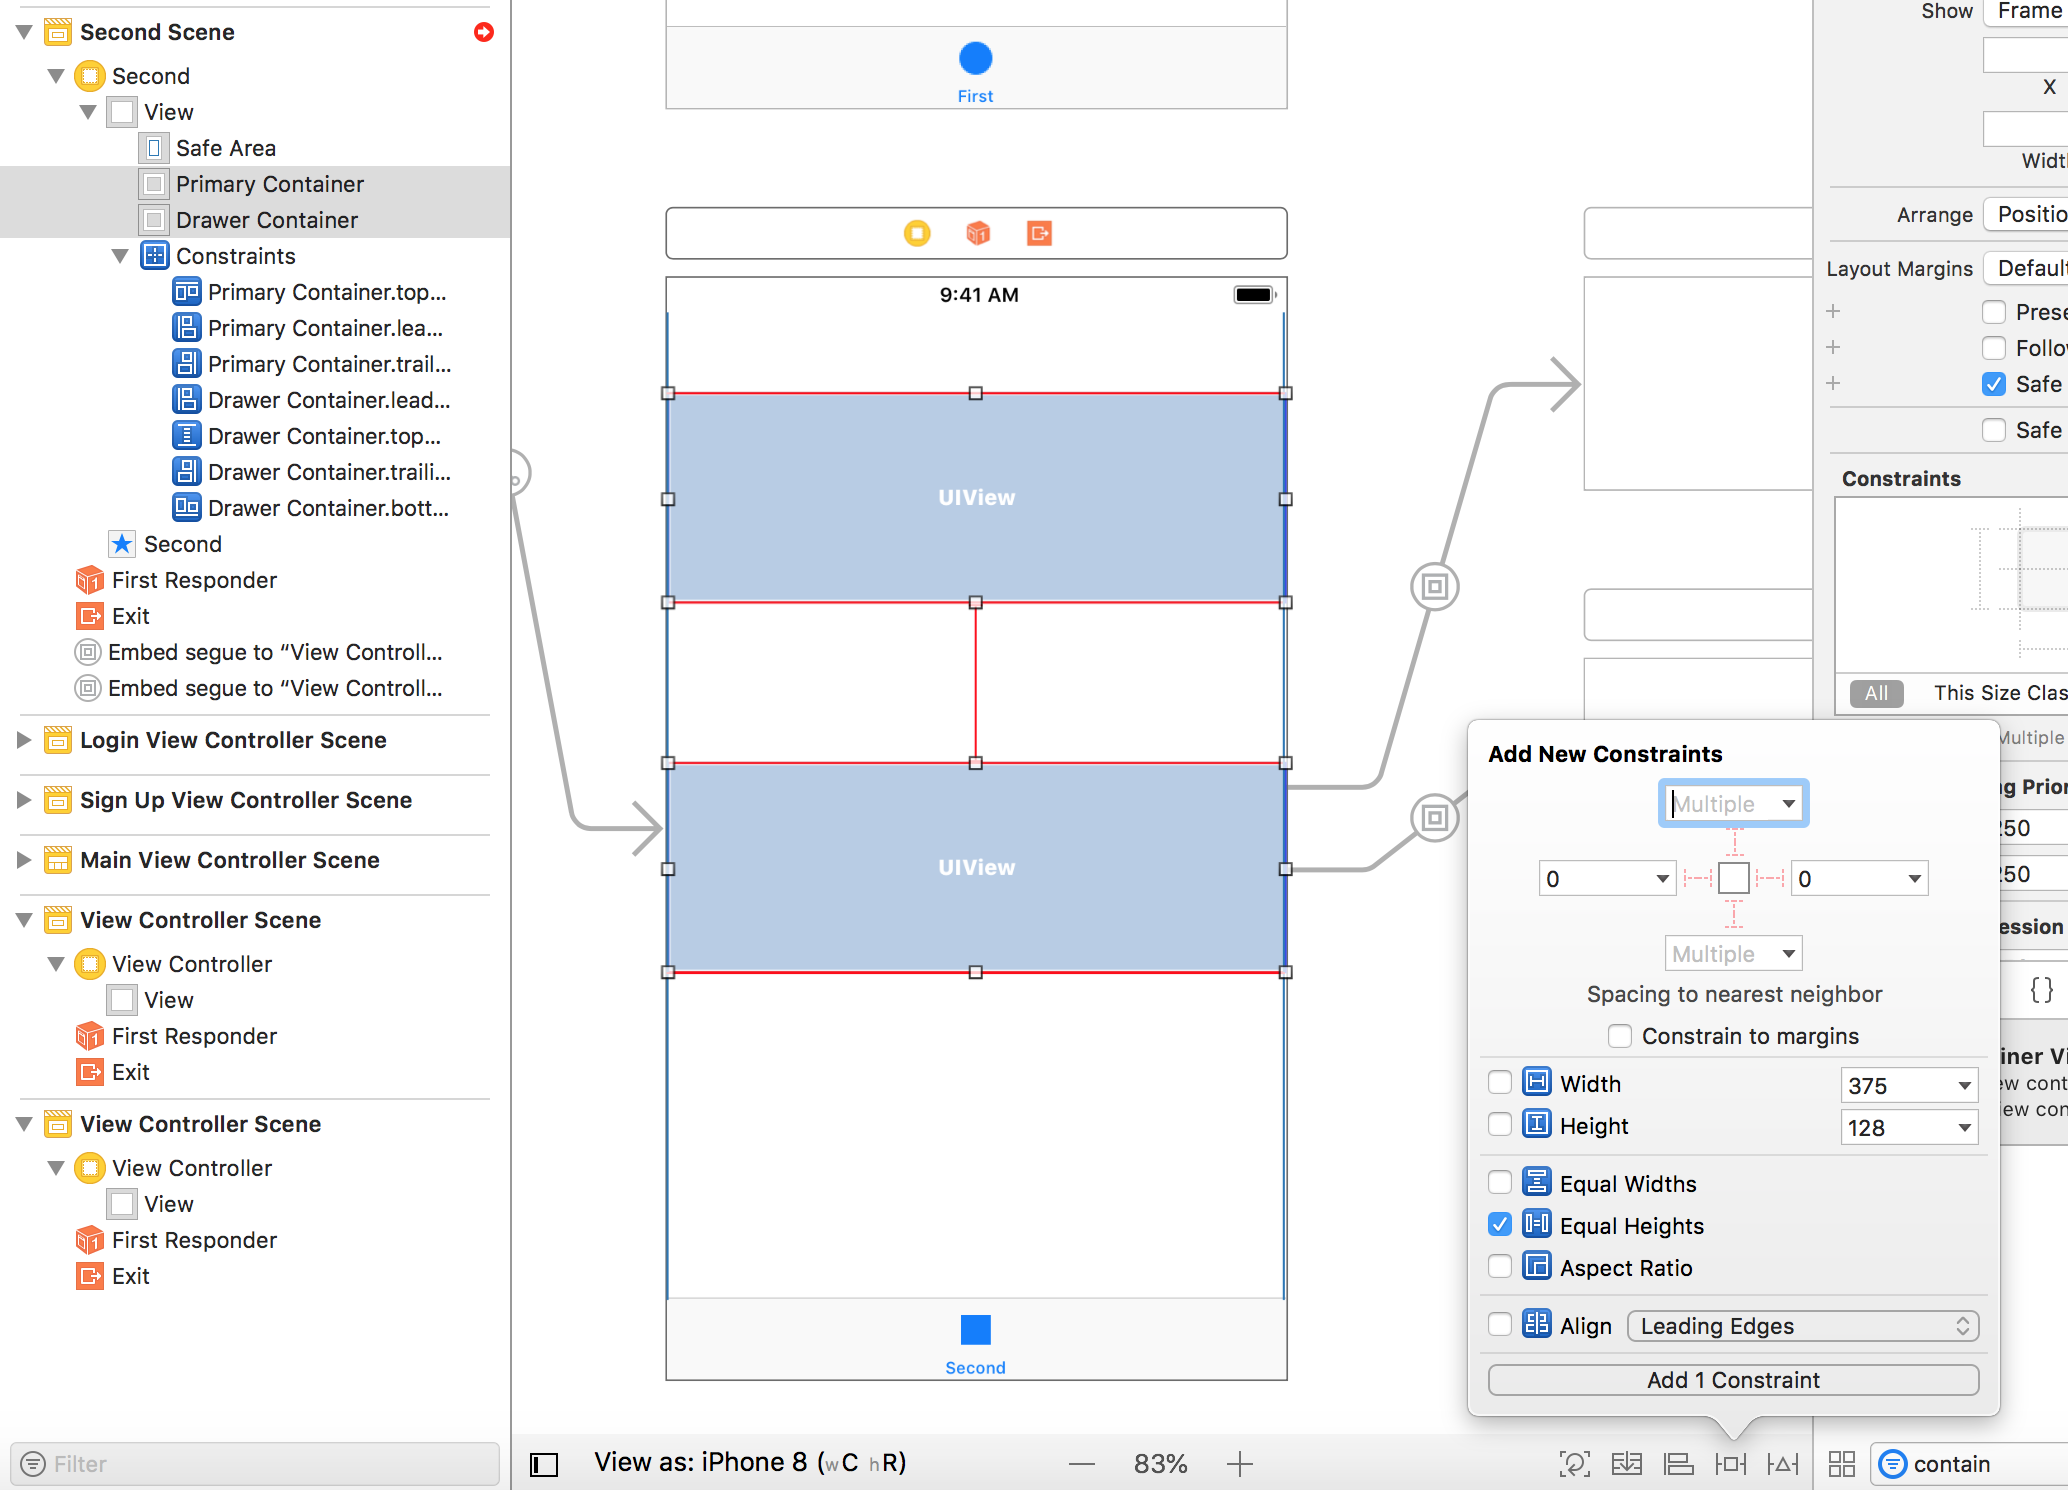 Second Scene
Second
View
Safe Area
Primary Container
Drawer Container
Constraints
Primary Container.top...
Primary Container.lea...
Primary Container.trail...
Drawer Container.lead...
Drawer Container.top...
Drawer Container.traili...
Drawer Container.bott...
Second
First Responder
Exit
Embed segue to “View Controll...
Embed segue to “View Controll...
Login View Controller Scene
Sign Up View Controller Scene
Main View Controller Scene
View Controller Scene
View Controller
View
First Responder
Exit
View Controller Scene
View Controller
View
First Responder
Exit
Filter
First
9:41 AM
UIView
UIView
Second
View as: iPhone 8 (wC hR)
83%
Show Frame
X
Widt
Arrange Positio
Layout Margins Default
Prese
Follo
Safe
Safe
Constraints
All This Size Clas
Multiple
g Prior
250
250
ession
{}
iner Vi
ew cont
iew con
Add New Constraints
Multiple
0
0
Multiple
Spacing to nearest neighbor
Constrain to margins
Width 375
Height 128
Equal Widths
Equal Heights
Aspect Ratio
Align Leading Edges
Add 1 Constraint
contain